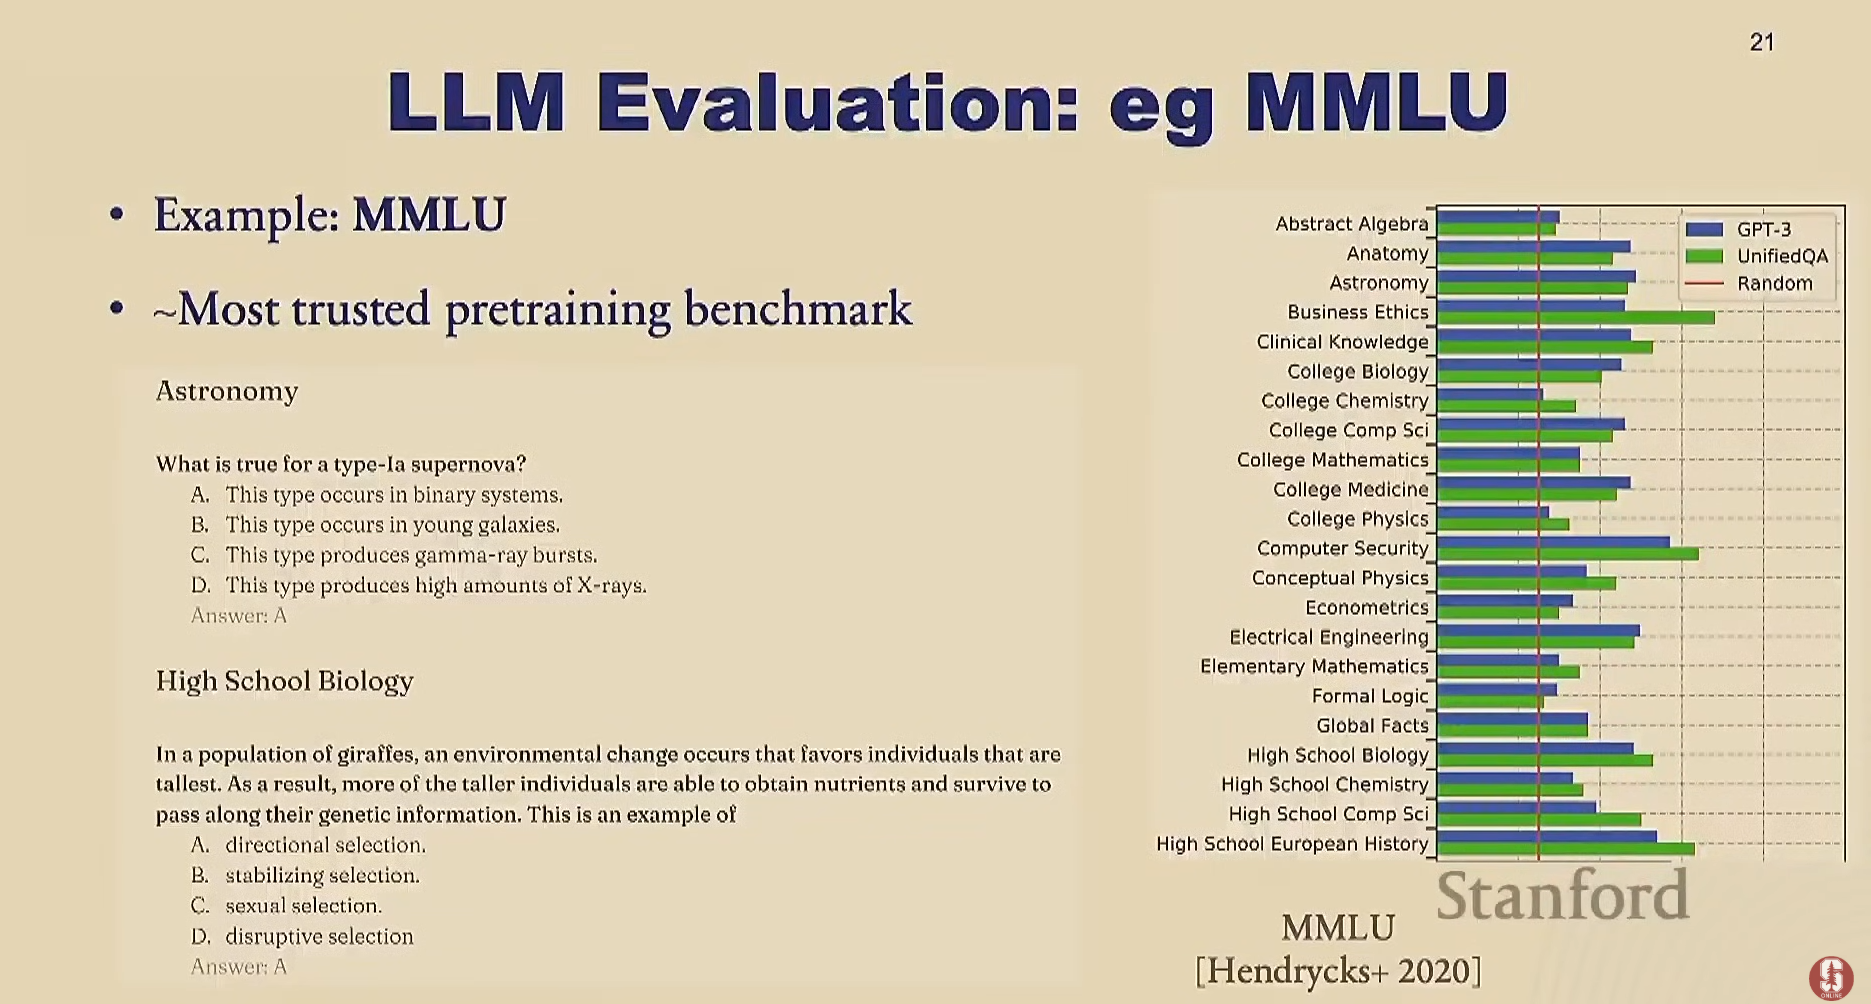 21
LLM Evaluation: eg MMLU
• Example: MMLU
• ~Most trusted pretraining benchmark
Astronomy
What is true for a type-Ia supernova?
A. This type occurs in binary systems.
B. This type occurs in young galaxies.
C. This type produces gamma-ray bursts.
D. This type produces high amounts of X-rays.
Answer: A
High School Biology
In a population of giraffes, an environmental change occurs that favors individuals that are
tallest. As a result, more of the taller individuals are able to obtain nutrients and survive to
pass along their genetic information. This is an example of
A. directional selection.
B. stabilizing selection.
C. sexual selection.
D. disruptive selection
Answer: A
Abstract Algebra
Anatomy
Astronomy
Business Ethics
Clinical Knowledge
College Biology
College Chemistry
College Comp Sci
College Mathematics
College Medicine
College Physics
Computer Security
Conceptual Physics
Econometrics
Electrical Engineering
Elementary Mathematics
Formal Logic
Global Facts
High School Biology
High School Chemistry
High School Comp Sci
High School European History
GPT-3
UnifiedQA
Random
Stanford
MMLU
[Hendrycks+ 2020]
S
ONLINE